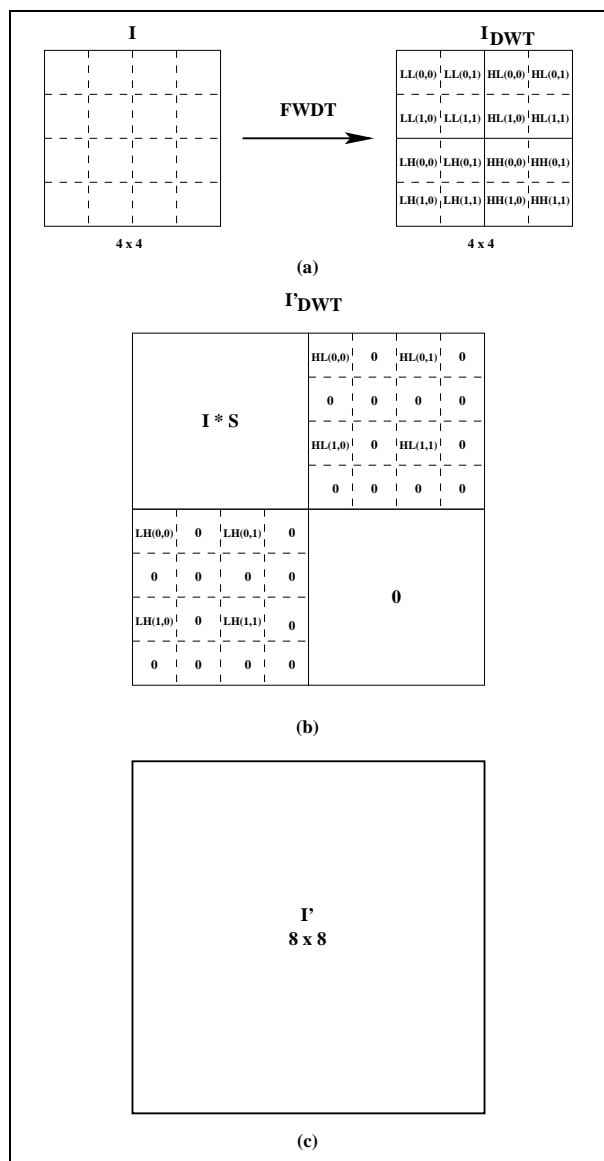 I I_DWT
LL(0,0) LL(0,1) HL(0,0) HL(0,1)
FWDT
LL(1,0) LL(1,1) HL(1,0) HL(1,1)
LH(0,0) LH(0,1) HH(0,0) HH(0,1)
LH(1,0) LH(1,1) HH(1,0) HH(1,1)
4 x 4 4 x 4
(a)
I'_DWT
HL(0,0) 0 HL(0,1) 0
0 0 0 0
I * S
HL(1,0) 0 HL(1,1) 0
0 0 0 0
LH(0,0) 0 LH(0,1) 0
0 0 0 0
0
LH(1,0) 0 LH(1,1) 0
0 0 0 0
(b)
I'
8 x 8
(c)